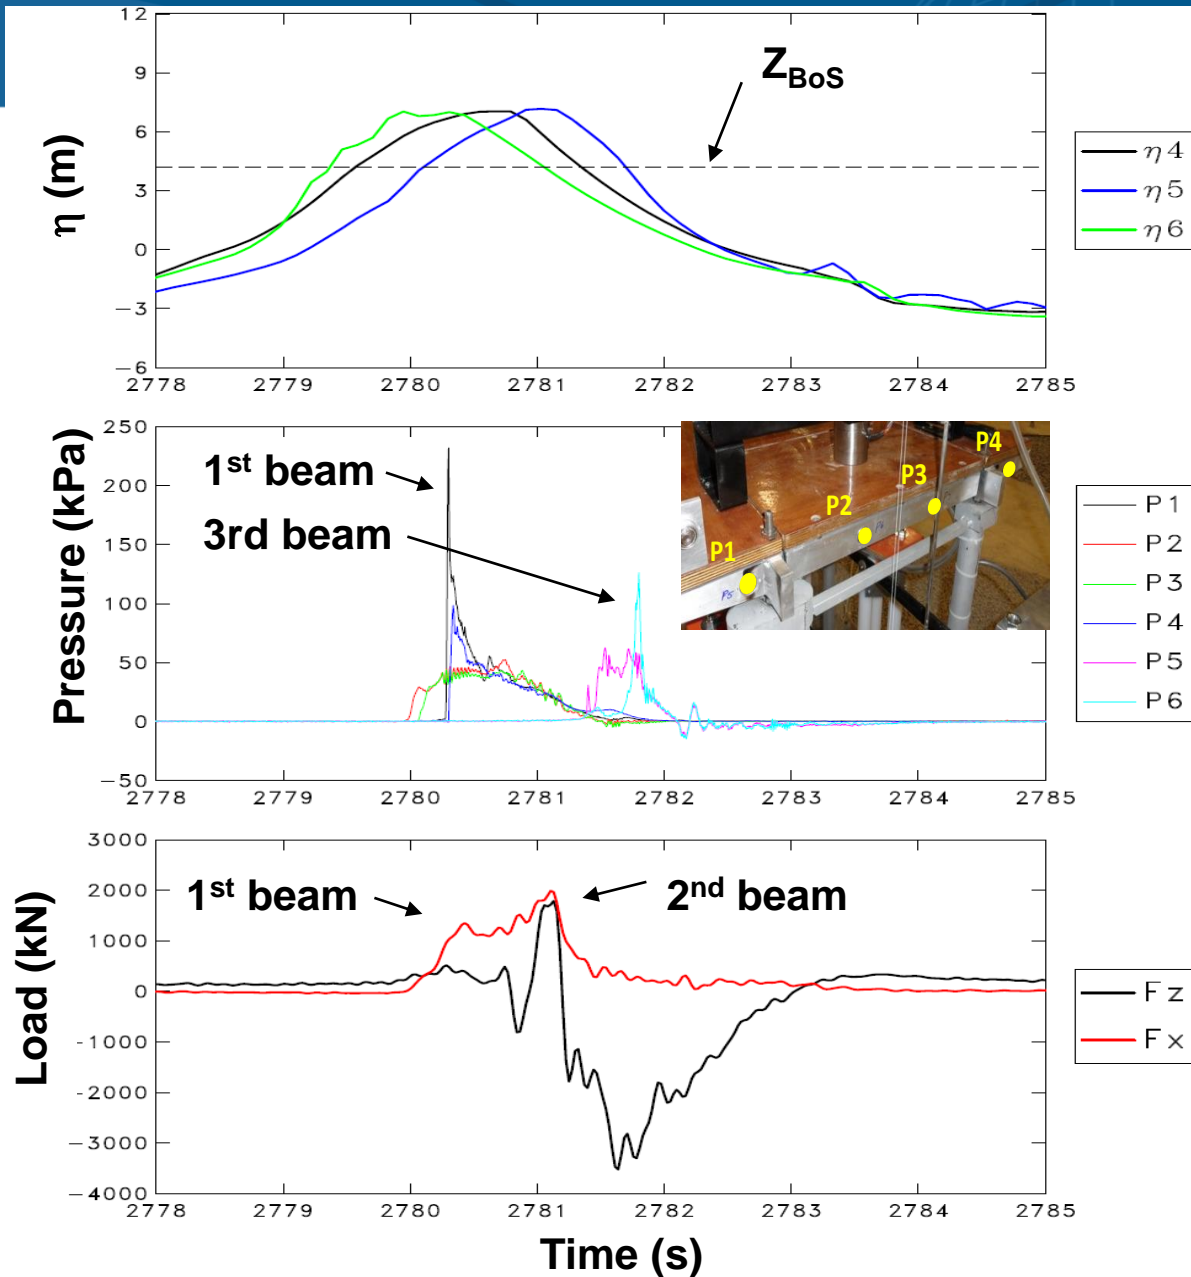 12
9
6
3
0
−3
−6
η (m)
Z_BoS
η4
η5
η6
2778 2779 2780 2781 2782 2783 2784 2785
250
200
150
100
50
0
−50
Pressure (kPa)
1st beam
3rd beam
P1
P2
P3
P4
P1
P2
P3
P4
P5
P6
2778 2779 2780 2781 2782 2783 2784 2785
3000
2000
1000
0
-1000
−2000
−3000
−4000
Load (kN)
1st beam
2nd beam
Fz
Fx
2778 2779 2780 2781 2782 2783 2784 2785
Time (s)